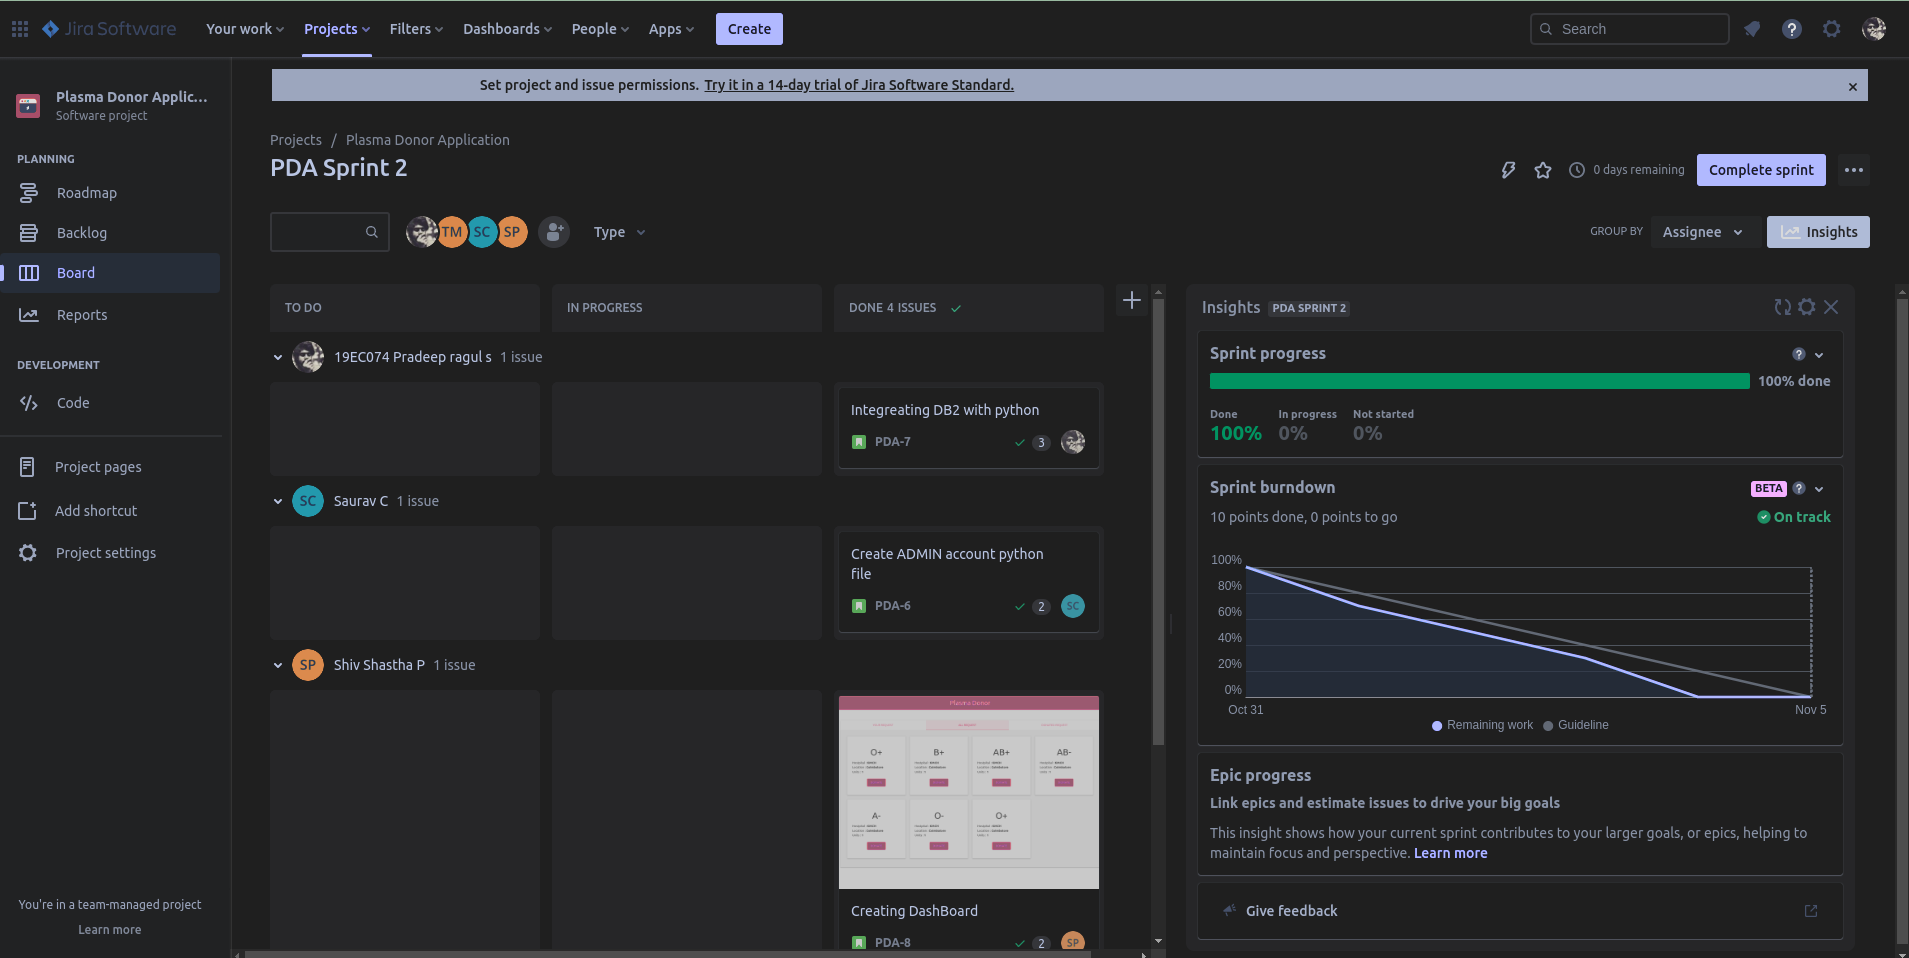 Jira Software
Your work
Projects
Filters
Dashboards
People
Apps
Create
Search
Plasma Donor Applic...
Software project
PLANNING
Roadmap
Backlog
Board
Reports
DEVELOPMENT
Code
Project pages
Add shortcut
Project settings
You're in a team-managed project
Learn more
Set project and issue permissions. Try it in a 14-day trial of Jira Software Standard.
Projects / Plasma Donor Application
PDA Sprint 2
0 days remaining
Complete sprint
TM SC SP
Type
GROUP BY
Assignee
Insights
TO DO
IN PROGRESS
DONE 4 ISSUES
19EC074 Pradeep ragul s 1 issue
Integreating DB2 with python
PDA-7
3
SC Saurav C 1 issue
Create ADMIN account python
file
PDA-6
2 SC
SP Shiv Shastha P 1 issue
Plasma Donor
O+ B+ AB+ AB-
A- O- O+
Creating DashBoard
PDA-8
2 SP
Insights PDA SPRINT 2
Sprint progress
100% done
Done In progress Not started
100% 0% 0%
Sprint burndown
BETA
10 points done, 0 points to go
On track
100%
80%
60%
40%
20%
0%
Oct 31 Nov 5
Remaining work Guideline
Epic progress
Link epics and estimate issues to drive your big goals
This insight shows how your current sprint contributes to your larger goals, or epics, helping to
maintain focus and perspective. Learn more
Give feedback